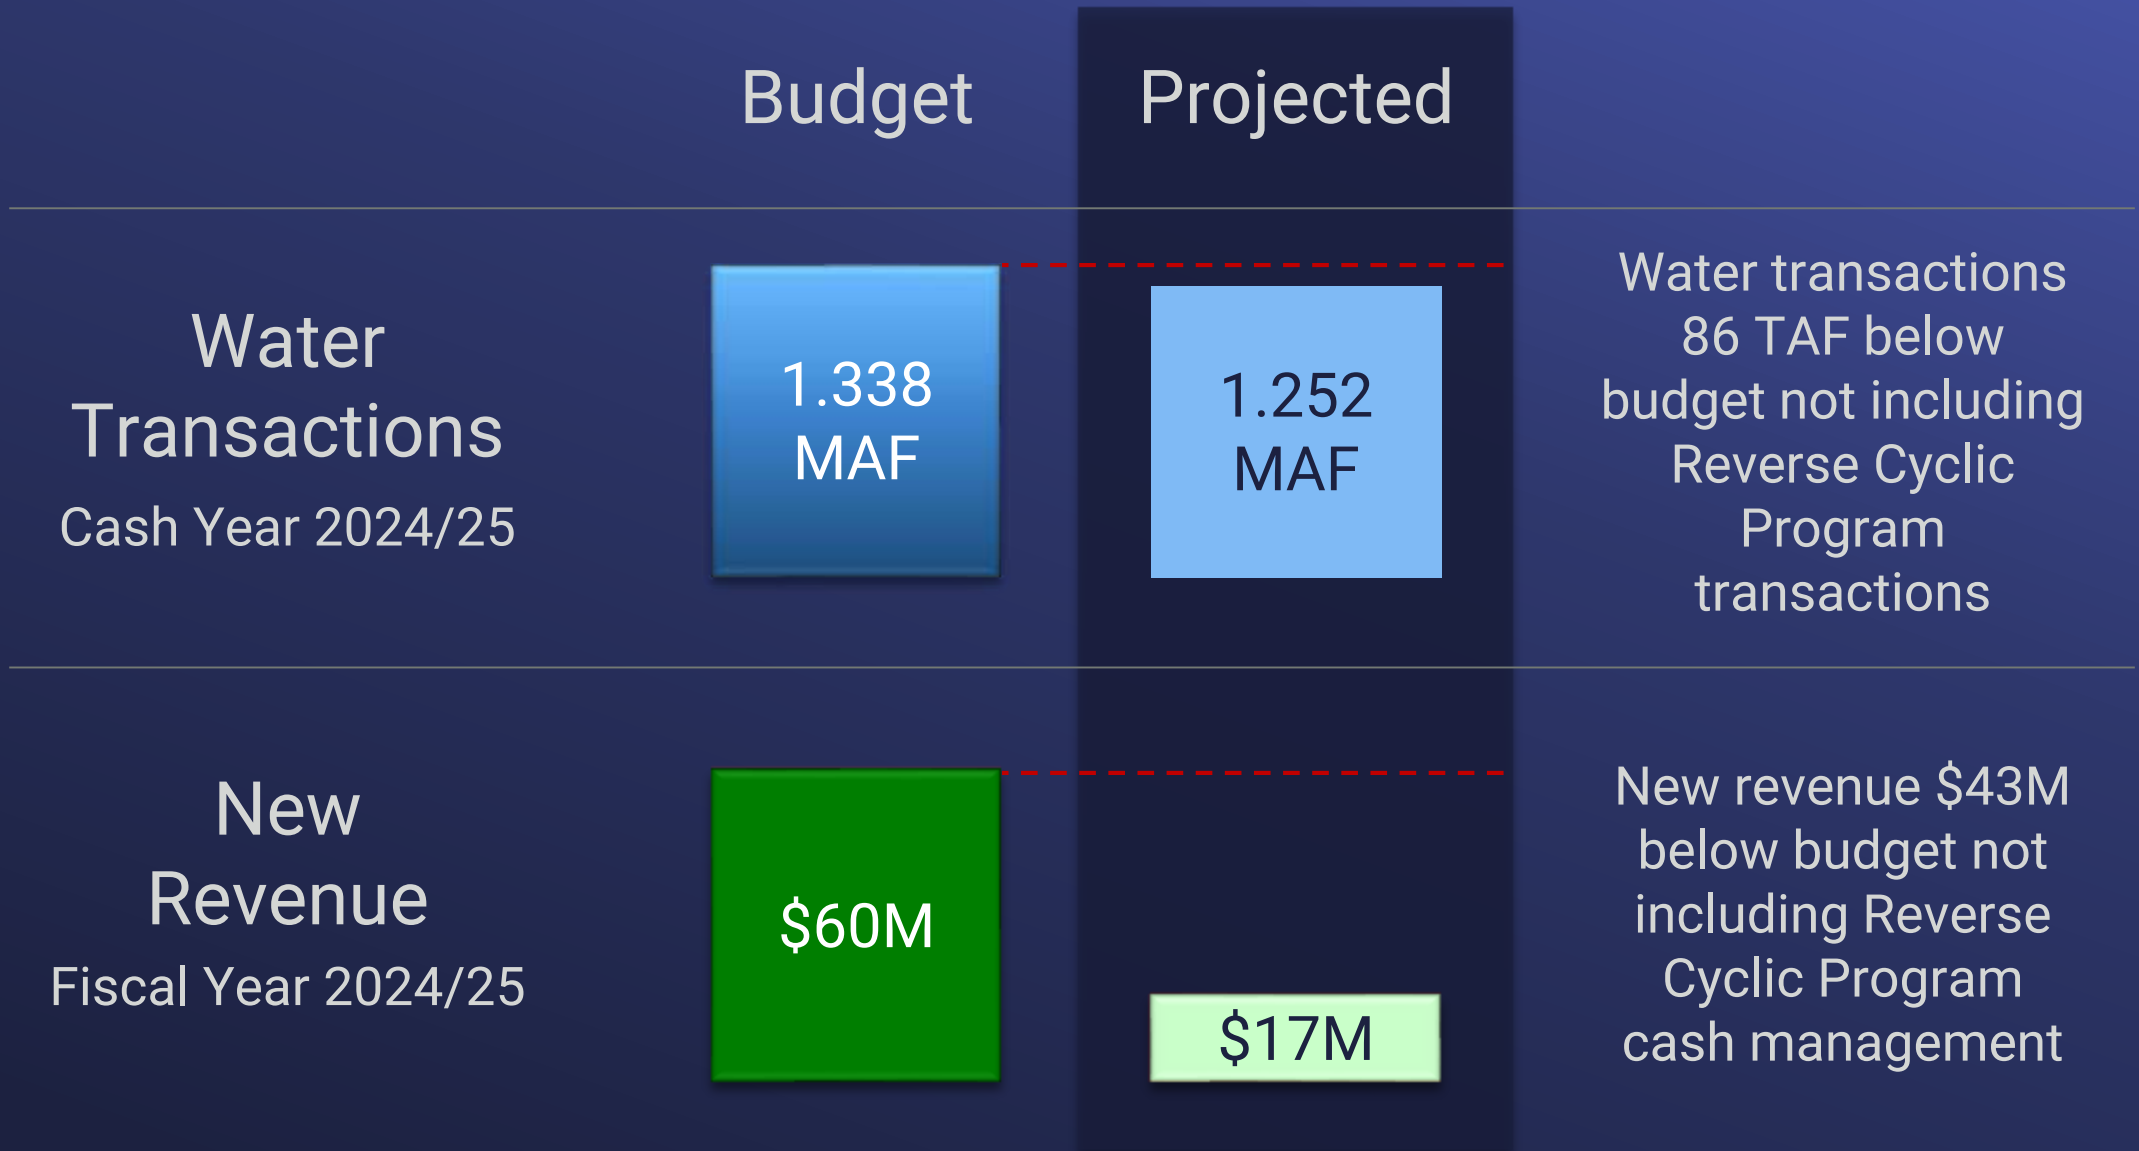 Budget
Projected
Water
Transactions
Cash Year 2024/25
1.338
MAF
1.252
MAF
Water transactions
86 TAF below
budget not including
Reverse Cyclic
Program
transactions
New
Revenue
Fiscal Year 2024/25
$60M
$17M
New revenue $43M
below budget not
including Reverse
Cyclic Program
cash management